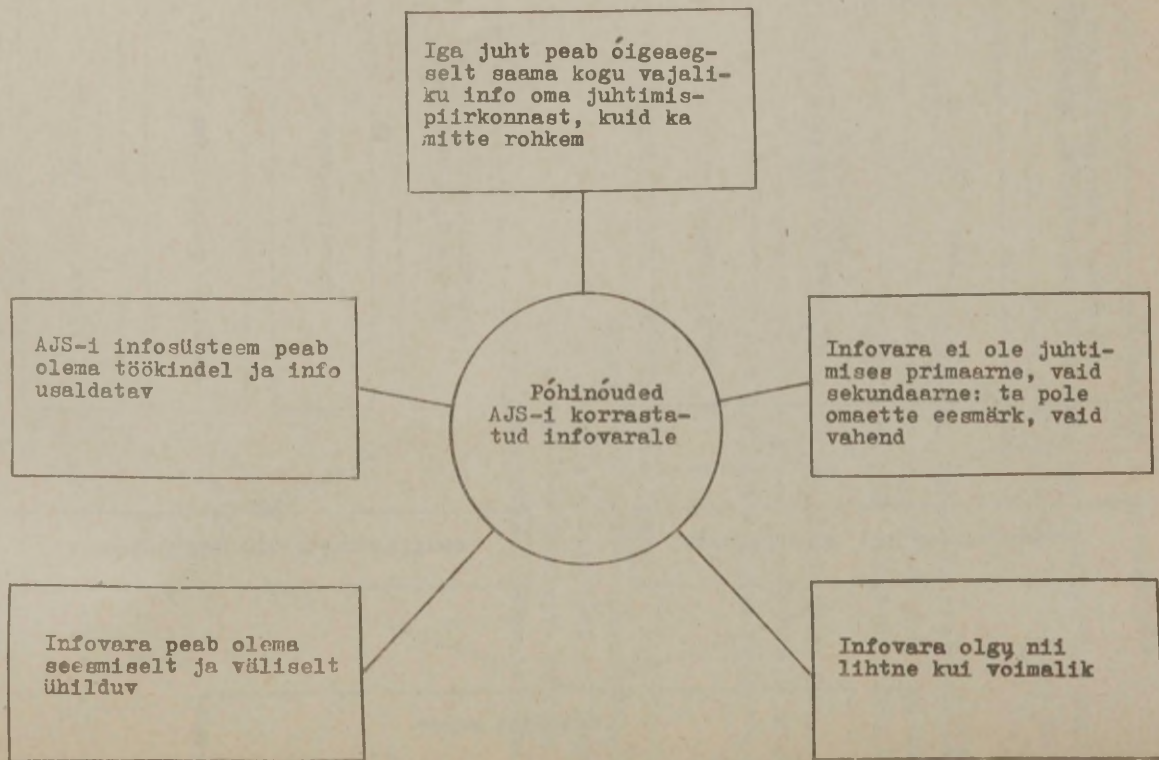 Iga juht peab óigeaeg-
selt saama kogu vajali-
ku info oma juhtimis-
piirkonnast, kuid ka
mitte rohkem
AJS-i infosüsteem peab
olema töökindel ja info
usaldatav
Póhinóuded
AJS-i korrasta-
tud infovarale
Infovara ei ole juhti-
mises primaarne, vaid
sekundaarne: ta pole
omaette eesmärk, vaid
vahend
Infovara peab olema
seesmiselt ja väliselt
ühilduv
Infovara olgu nii
lihtne kui voimalik